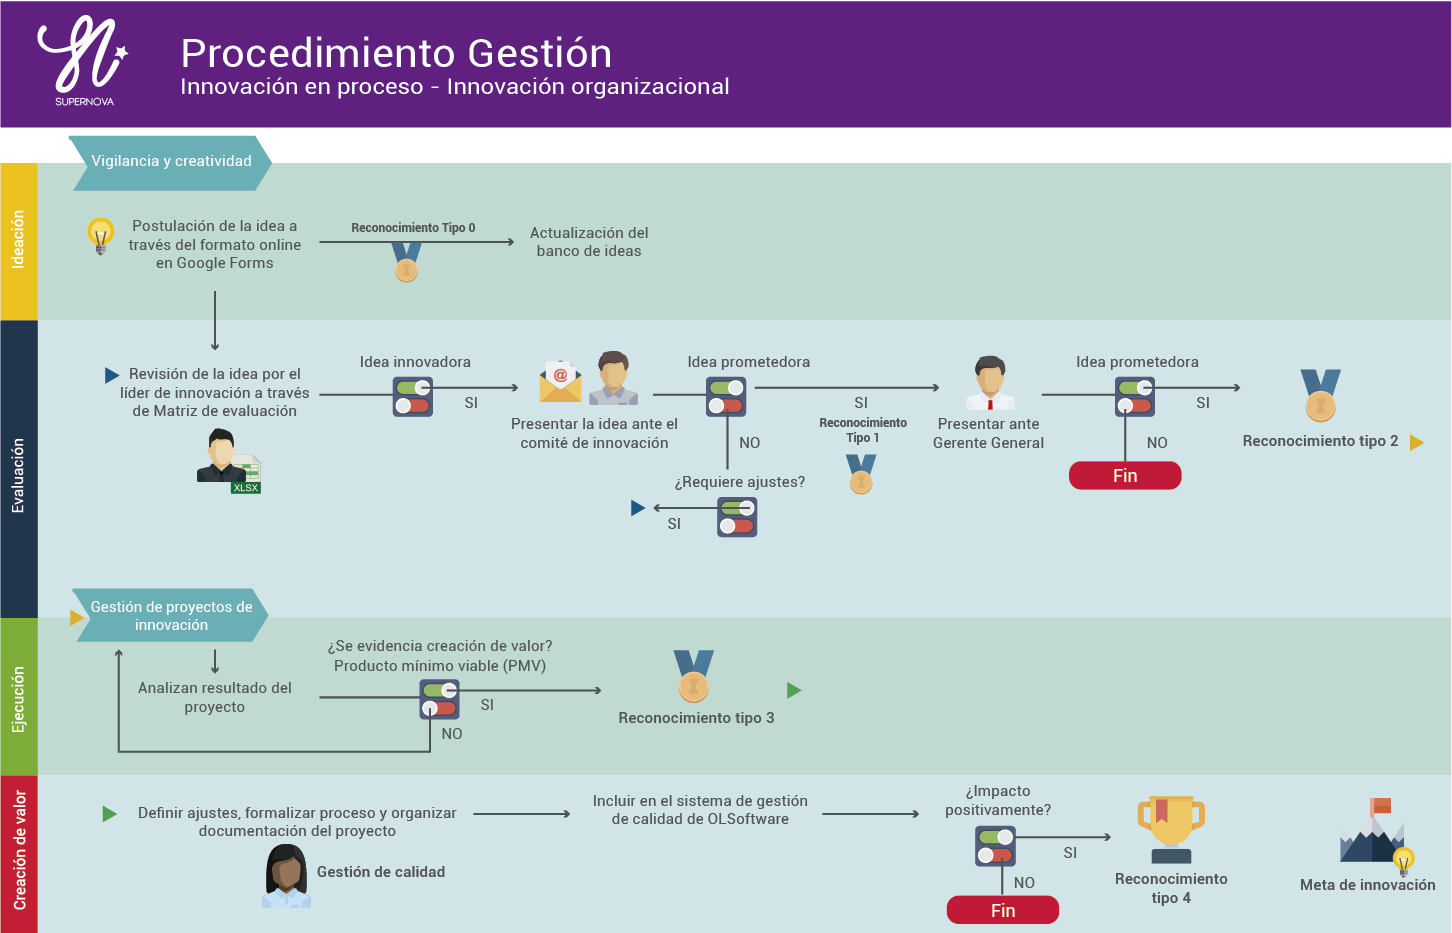 SUPERNOVA
Procedimiento Gestión
Innovación en proceso - Innovación organizacional
Ideación
Vigilancia y creatividad
Postulación de la idea a
través del formato online
en Google Forms
Reconocimiento Tipo 0
Actualización del
banco de ideas
Evaluación
Revisión de la idea por el
líder de innovación a través
de Matriz de evaluación
XLSX
Idea innovadora
SI
@
Presentar la idea ante el
comité de innovación
Idea prometedora
SI
NO
Reconocimiento
Tipo 1
¿Requiere ajustes?
SI
Presentar ante
Gerente General
Idea prometedora
SI
NO
Fin
Reconocimiento tipo 2
Ejecución
Gestión de proyectos de
innovación
Analizan resultado del
proyecto
¿Se evidencia creación de valor?
Producto mínimo viable (PMV)
SI
NO
Reconocimiento tipo 3
Creación de valor
Definir ajustes, formalizar proceso y organizar
documentación del proyecto
Gestión de calidad
Incluir en el sistema de gestión
de calidad de OLSoftware
¿Impacto
positivamente?
SI
NO
Fin
Reconocimiento
tipo 4
Meta de innovación